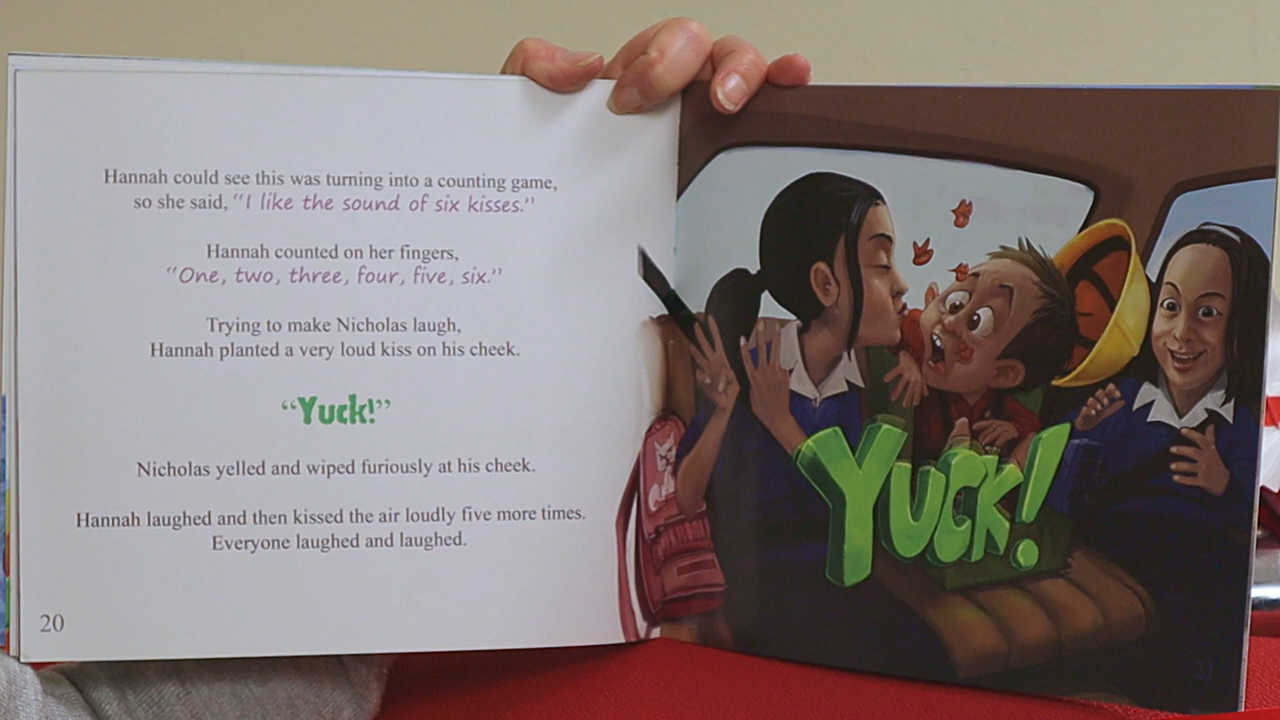 Hannah could see this was turning into a counting game,
so she said, “I like the sound of six kisses.”
Hannah counted on her fingers,
“One, two, three, four, five, six.”
Trying to make Nicholas laugh,
Hannah planted a very loud kiss on his cheek.
“Yuck!”
Nicholas yelled and wiped furiously at his cheek.
Hannah laughed and then kissed the air loudly five more times.
Everyone laughed and laughed.
20
YUCK!
21